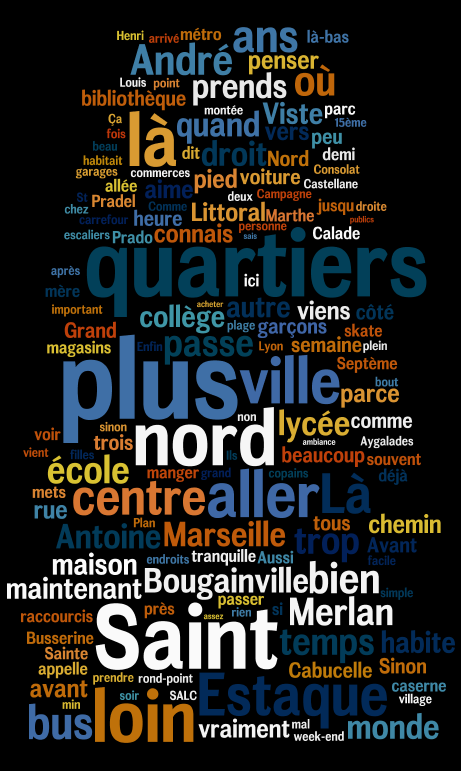 ans
Henri arrivé métro là-bas
André penser
Louis point prends où
bibliothèque
montée Viste parc
Ça là quand vers 15ème
fois peu
beau dit droit demi
habitait Nord
garages commerces pied voiture Consolat
allée aime Castellane
St Pradel deux Campagne
chez Comme Littoral jusqu droite
carrefour heure Marthe publics
escaliers Prado connais personne sais Calade
quartiers
après ici
mère
important acheter autre viens côté
collège plage garçons
Grand skate
magasins Enfin passe Lyon semaine plein
plus ville Septème
bout
parce
non lycée comme
voir sinon trois nord ambiance Aygalades
vient filles Ils beaucoup souvent
école manger grand copains déjà
mets centre aller Là
rue
Plan tous chemin
Antoine Marseille trop Avant
maison endroits tranquille Aussi facile
maintenant Bougainville bien simple
passer
raccourcis près Saint assez rien si Merlan
Busserine temps habite
Sainte
appelle Cabucelle Sinon
prendre rond-point
avant soir SALC Estaque caserne
min village
bus loin vraiment mal monde
week-end